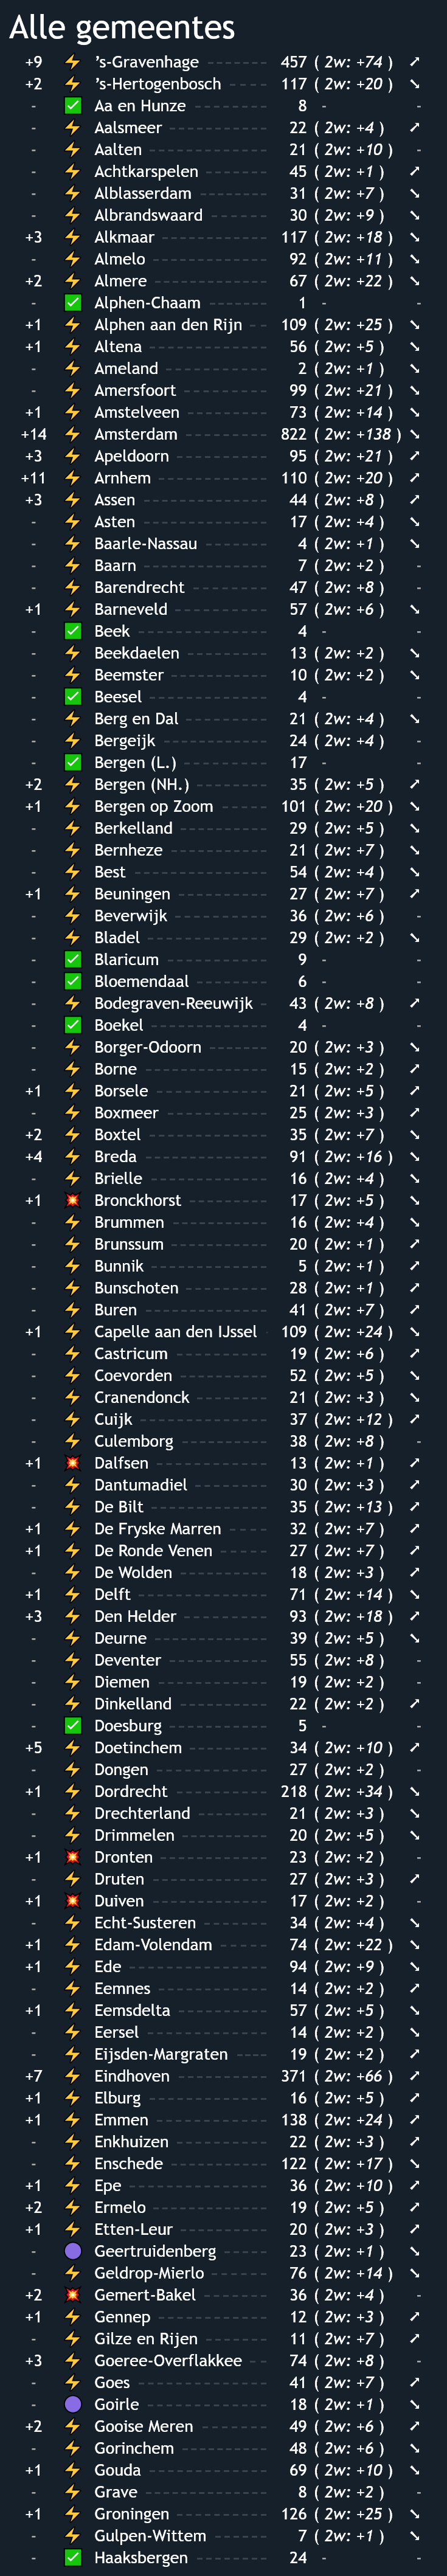 Alle gemeentes
+9 ⚡ ’s-Gravenhage 457 ( 2w: +74 ) ➚
+2 ⚡ ’s-Hertogenbosch 117 ( 2w: +20 ) ➘
- ✅ Aa en Hunze 8 - -
- ⚡ Aalsmeer 22 ( 2w: +4 ) ➚
- ⚡ Aalten 21 ( 2w: +10 ) -
- ⚡ Achtkarspelen 45 ( 2w: +1 ) ➚
- ⚡ Alblasserdam 31 ( 2w: +7 ) ➘
- ⚡ Albrandswaard 30 ( 2w: +9 ) ➘
+3 ⚡ Alkmaar 117 ( 2w: +18 ) ➘
- ⚡ Almelo 92 ( 2w: +11 ) ➘
+2 ⚡ Almere 67 ( 2w: +22 ) ➘
- ✅ Alphen-Chaam 1 - -
+1 ⚡ Alphen aan den Rijn 109 ( 2w: +25 ) ➘
+1 ⚡ Altena 56 ( 2w: +5 ) ➘
- ⚡ Ameland 2 ( 2w: +1 ) ➘
- ⚡ Amersfoort 99 ( 2w: +21 ) ➘
+1 ⚡ Amstelveen 73 ( 2w: +14 ) ➘
+14 ⚡ Amsterdam 822 ( 2w: +138 ) ➘
+3 ⚡ Apeldoorn 95 ( 2w: +21 ) ➚
+11 ⚡ Arnhem 110 ( 2w: +20 ) ➚
+3 ⚡ Assen 44 ( 2w: +8 ) ➚
- ⚡ Asten 17 ( 2w: +4 ) ➘
- ⚡ Baarle-Nassau 4 ( 2w: +1 ) ➘
- ⚡ Baarn 7 ( 2w: +2 ) -
- ⚡ Barendrecht 47 ( 2w: +8 ) -
+1 ⚡ Barneveld 57 ( 2w: +6 ) ➘
- ✅ Beek 4 - -
- ⚡ Beekdaelen 13 ( 2w: +2 ) ➘
- ⚡ Beemster 10 ( 2w: +2 ) ➘
- ✅ Beesel 4 - -
- ⚡ Berg en Dal 21 ( 2w: +4 ) ➘
- ⚡ Bergeijk 24 ( 2w: +4 ) -
- ✅ Bergen (L.) 17 - -
+2 ⚡ Bergen (NH.) 35 ( 2w: +5 ) ➚
+1 ⚡ Bergen op Zoom 101 ( 2w: +20 ) ➘
- ⚡ Berkelland 29 ( 2w: +5 ) ➘
- ⚡ Bernheze 21 ( 2w: +7 ) ➘
- ⚡ Best 54 ( 2w: +4 ) ➘
+1 ⚡ Beuningen 27 ( 2w: +7 ) ➚
- ⚡ Beverwijk 36 ( 2w: +6 ) -
- ⚡ Bladel 29 ( 2w: +2 ) ➘
- ✅ Blaricum 9 - -
- ✅ Bloemendaal 6 - -
- ⚡ Bodegraven-Reeuwijk 43 ( 2w: +8 ) ➚
- ✅ Boekel 4 - -
- ⚡ Borger-Odoorn 20 ( 2w: +3 ) ➘
- ⚡ Borne 15 ( 2w: +2 ) ➚
+1 ⚡ Borsele 21 ( 2w: +5 ) ➚
- ⚡ Boxmeer 25 ( 2w: +3 ) ➚
+2 ⚡ Boxtel 35 ( 2w: +7 ) ➘
+4 ⚡ Breda 91 ( 2w: +16 ) ➘
- ⚡ Brielle 16 ( 2w: +4 ) ➘
+1 💥 Bronckhorst 17 ( 2w: +5 ) ➘
- ⚡ Brummen 16 ( 2w: +4 ) ➘
- ⚡ Brunssum 20 ( 2w: +1 ) ➚
- ⚡ Bunnik 5 ( 2w: +1 ) ➚
- ⚡ Bunschoten 28 ( 2w: +1 ) ➚
- ⚡ Buren 41 ( 2w: +7 ) ➚
+1 ⚡ Capelle aan den IJssel 109 ( 2w: +24 ) ➘
- ⚡ Castricum 19 ( 2w: +6 ) ➚
- ⚡ Coevorden 52 ( 2w: +5 ) ➘
- ⚡ Cranendonck 21 ( 2w: +3 ) ➘
- ⚡ Cuijk 37 ( 2w: +12 ) ➚
- ⚡ Culemborg 38 ( 2w: +8 ) -
+1 💥 Dalfsen 13 ( 2w: +1 ) ➚
- ⚡ Dantumadiel 30 ( 2w: +3 ) ➚
- ⚡ De Bilt 35 ( 2w: +13 ) ➚
+1 ⚡ De Fryske Marren 32 ( 2w: +7 ) ➚
+1 ⚡ De Ronde Venen 27 ( 2w: +7 ) ➚
- ⚡ De Wolden 18 ( 2w: +3 ) ➚
+1 ⚡ Delft 71 ( 2w: +14 ) ➘
+3 ⚡ Den Helder 93 ( 2w: +18 ) ➚
- ⚡ Deurne 39 ( 2w: +5 ) ➘
- ⚡ Deventer 55 ( 2w: +8 ) -
- ⚡ Diemen 19 ( 2w: +2 ) -
- ⚡ Dinkelland 22 ( 2w: +2 ) ➚
- ✅ Doesburg 5 - -
+5 ⚡ Doetinchem 34 ( 2w: +10 ) ➚
- ⚡ Dongen 27 ( 2w: +2 ) -
+1 ⚡ Dordrecht 218 ( 2w: +34 ) ➘
- ⚡ Drechterland 21 ( 2w: +3 ) ➘
- ⚡ Drimmelen 20 ( 2w: +5 ) ➘
+1 💥 Dronten 23 ( 2w: +2 ) -
- ⚡ Druten 27 ( 2w: +3 ) ➚
+1 💥 Duiven 17 ( 2w: +2 ) -
- ⚡ Echt-Susteren 34 ( 2w: +4 ) ➘
+1 ⚡ Edam-Volendam 74 ( 2w: +22 ) ➘
+1 ⚡ Ede 94 ( 2w: +9 ) ➘
- ⚡ Eemnes 14 ( 2w: +2 ) ➚
+1 ⚡ Eemsdelta 57 ( 2w: +5 ) ➘
- ⚡ Eersel 14 ( 2w: +2 ) ➘
- ⚡ Eijsden-Margraten 19 ( 2w: +2 ) ➚
+7 ⚡ Eindhoven 371 ( 2w: +66 ) ➚
+1 ⚡ Elburg 16 ( 2w: +5 ) ➚
+1 ⚡ Emmen 138 ( 2w: +24 ) ➚
- ⚡ Enkhuizen 22 ( 2w: +3 ) ➚
- ⚡ Enschede 122 ( 2w: +17 ) ➘
+1 ⚡ Epe 36 ( 2w: +10 ) ➚
+2 ⚡ Ermelo 19 ( 2w: +5 ) ➚
+1 ⚡ Etten-Leur 20 ( 2w: +3 ) ➚
- 🟣 Geertruidenberg 23 ( 2w: +1 ) ➘
- ⚡ Geldrop-Mierlo 76 ( 2w: +14 ) ➘
+2 💥 Gemert-Bakel 36 ( 2w: +4 ) -
+1 ⚡ Gennep 12 ( 2w: +3 ) ➚
- ⚡ Gilze en Rijen 11 ( 2w: +7 ) ➚
+3 ⚡ Goeree-Overflakkee 74 ( 2w: +8 ) -
- ⚡ Goes 41 ( 2w: +7 ) ➚
- 🟣 Goirle 18 ( 2w: +1 ) ➘
+2 ⚡ Gooise Meren 49 ( 2w: +6 ) ➚
- ⚡ Gorinchem 48 ( 2w: +6 ) ➘
+1 ⚡ Gouda 69 ( 2w: +10 ) ➘
- ⚡ Grave 8 ( 2w: +2 ) -
+1 ⚡ Groningen 126 ( 2w: +25 ) ➘
- ⚡ Gulpen-Wittem 7 ( 2w: +1 ) ➘
- ✅ Haaksbergen 24 - -